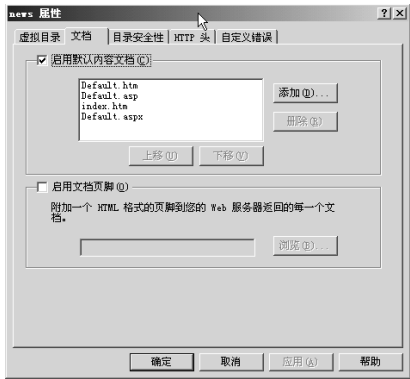 news 属性
虚拟目录 文档 目录安全性 HTTP 头 自定义错误
启用默认内容文档(C)
Default.htm
Default.asp
index.htm
Default.aspx
添加(D)...
删除(R)
上移(U) 下移(V)
启用文档页脚(O)
附加一个 HTML 格式的页脚到您的 Web 服务器返回的每一个文
档。
浏览(B)...
确定 取消 应用(A) 帮助